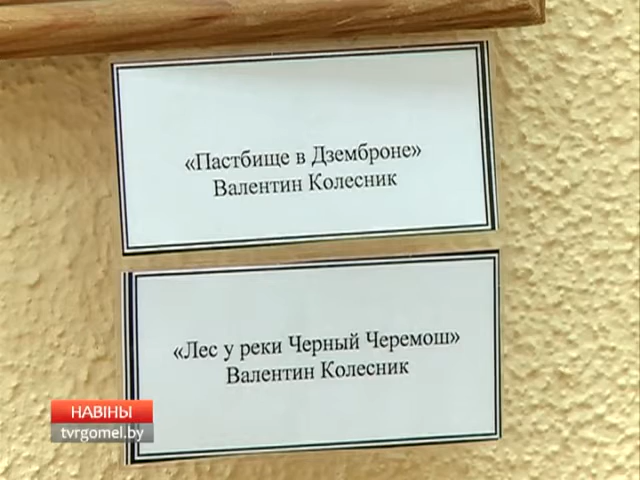 «Пастбище в Дземброне»
Валентин Колесник
«Лес у реки Черный Черемош»
Валентин Колесник
НАВІНЫ
tvrgomel.by